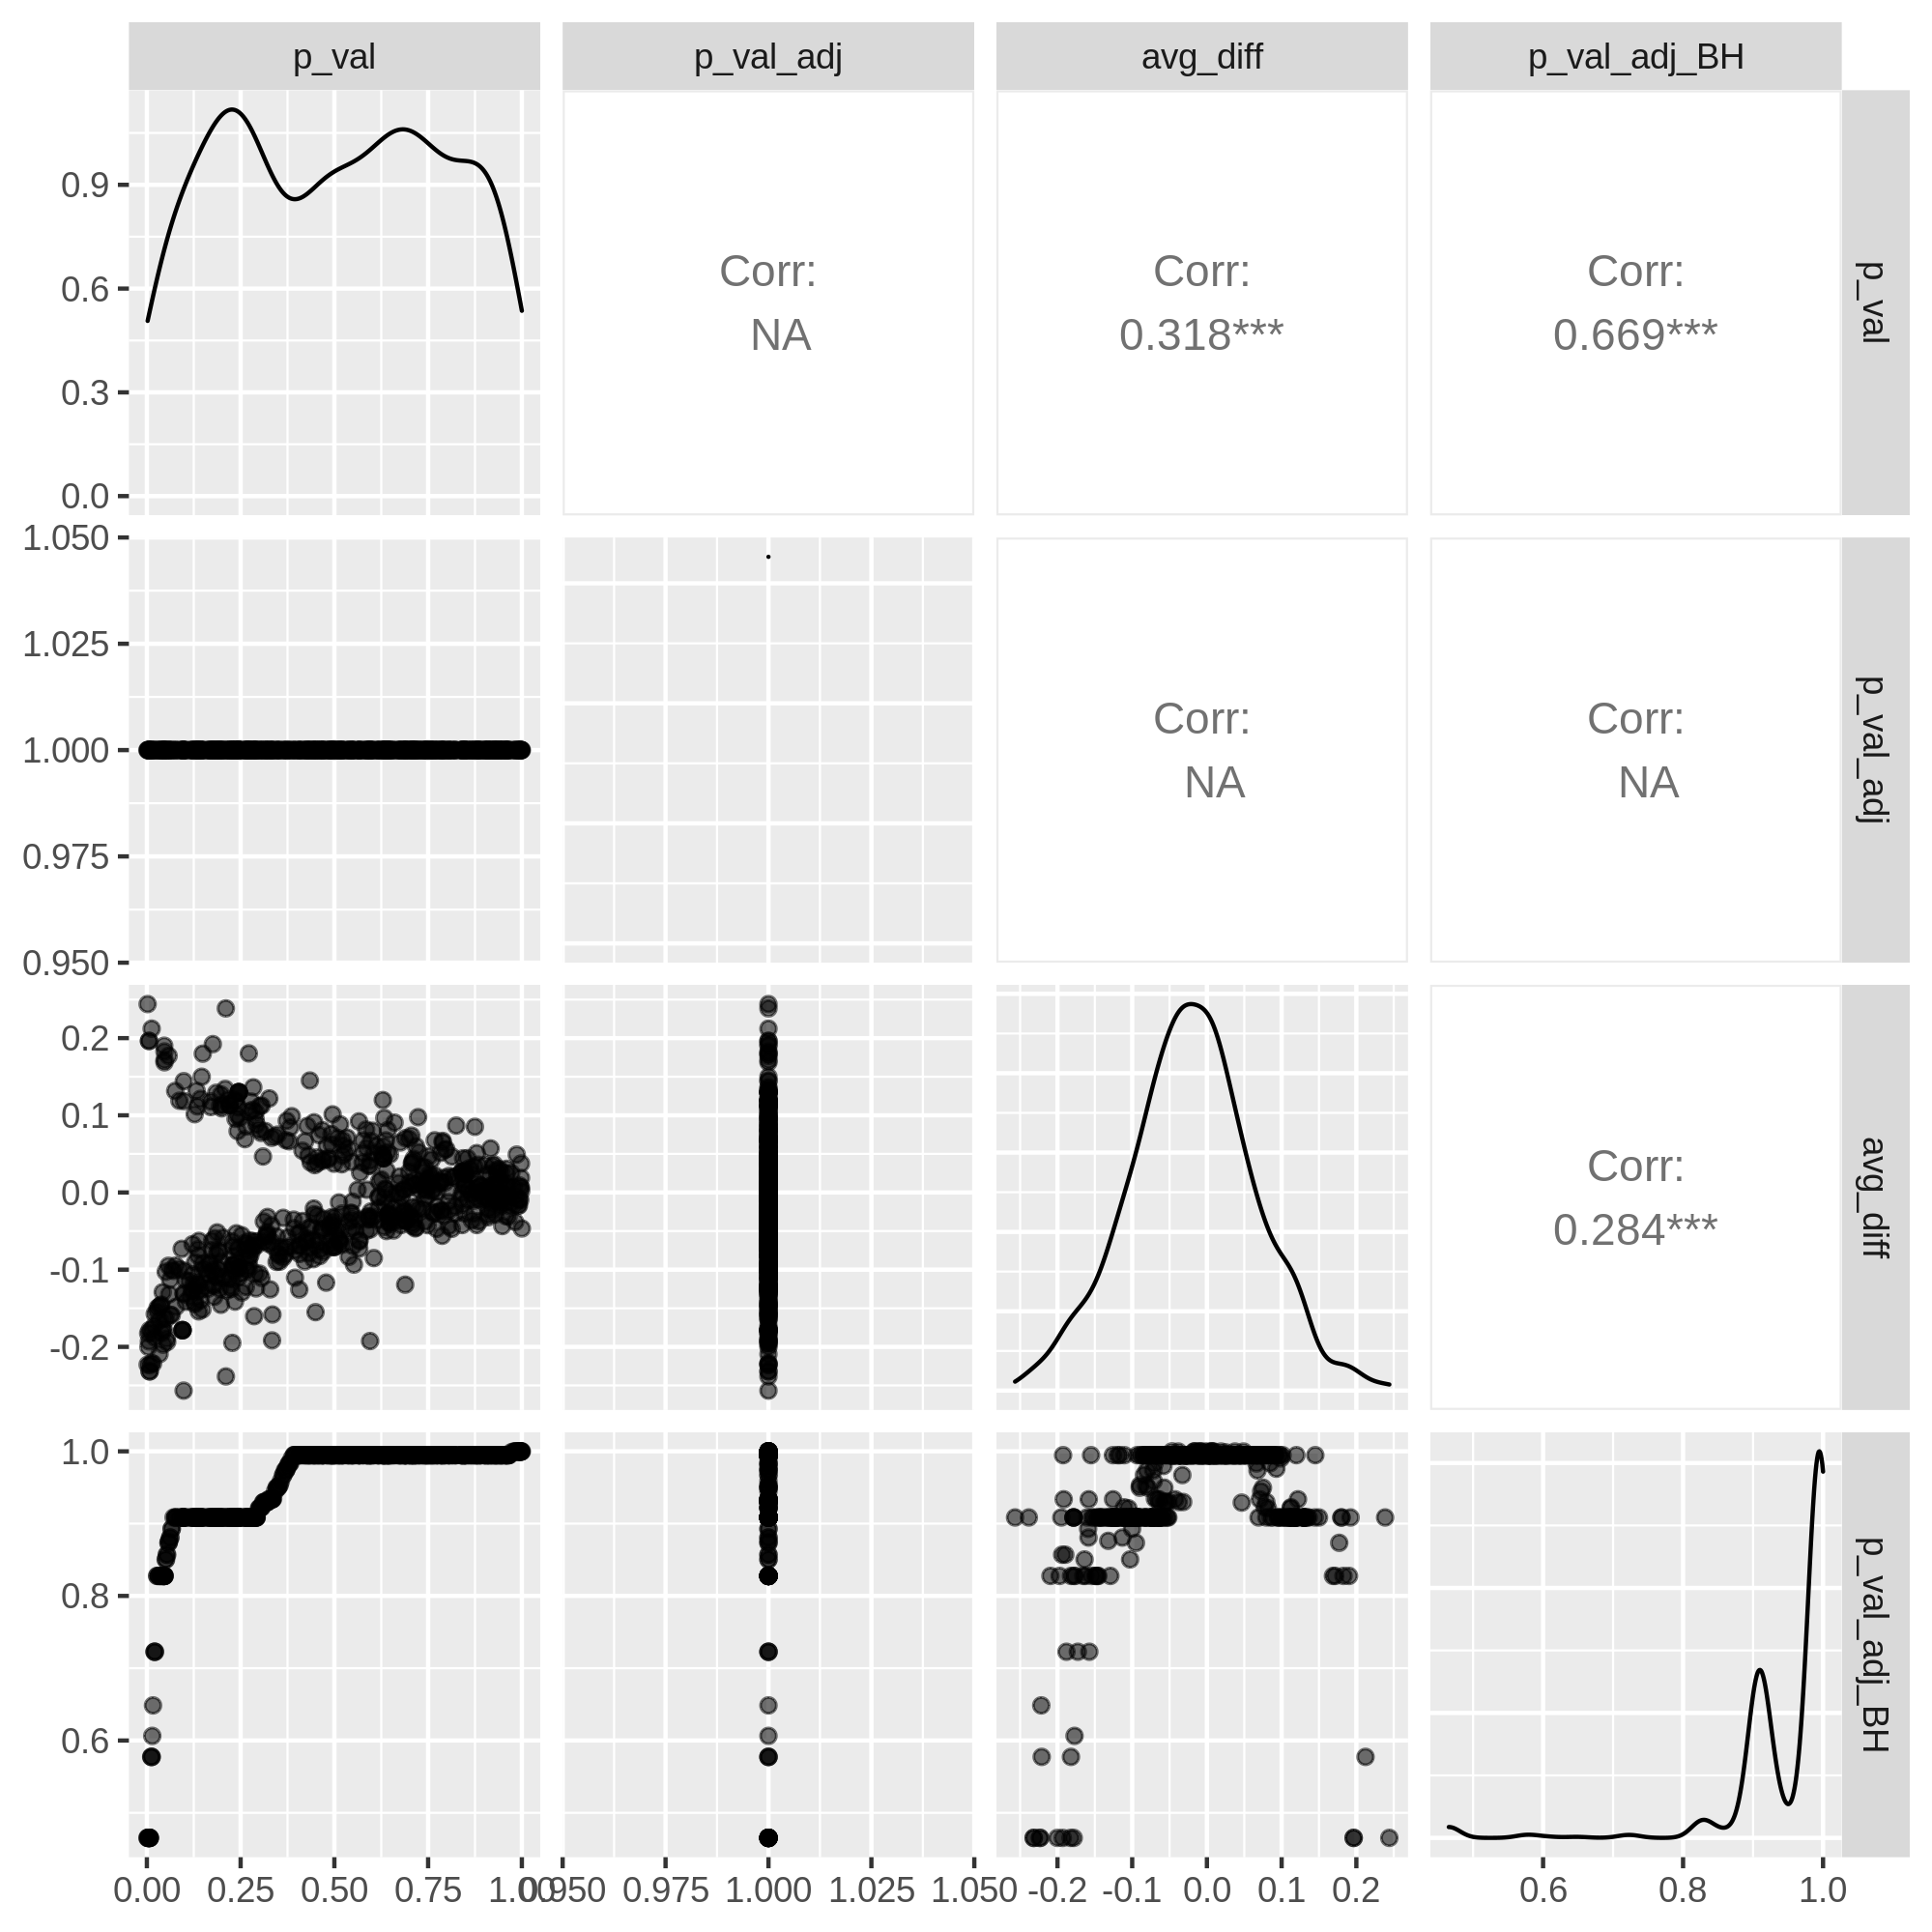 p_val
p_val_adj
avg_diff
p_val_adj_BH
0.9
0.6
0.3
0.0
Corr:
NA
Corr:
0.318***
Corr:
0.669***
p_val
1.050
1.025
1.000
0.975
0.950
Corr:
NA
Corr:
NA
p_val_adj
0.2
0.1
0.0
-0.1
-0.2
Corr:
0.284***
avg_diff
1.0
0.8
0.6
p_val_adj_BH
0.00 0.25 0.50 0.75 1.00
0.950 0.975 1.000 1.025 1.050
-0.2 -0.1 0.0 0.1 0.2
0.6 0.8 1.0